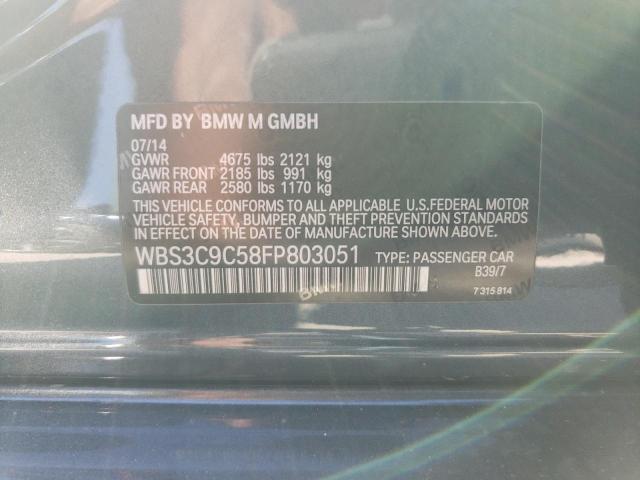 MFD BY BMW M GMBH
07/14
GVWR 4675 lbs 2121 kg
GAWR FRONT 2185 lbs 991 kg
GAWR REAR 2580 lbs 1170 kg
THIS VEHICLE CONFORMS TO ALL APPLICABLE U.S.FEDERAL MOTOR
VEHICLE SAFETY, BUMPER AND THEFT PREVENTION STANDARDS
IN EFFECT ON THE DATE OF MANUFACTURE SHOWN ABOVE
WBS3C9C58FP803051 TYPE: PASSENGER CAR
B39/7
7 315 814